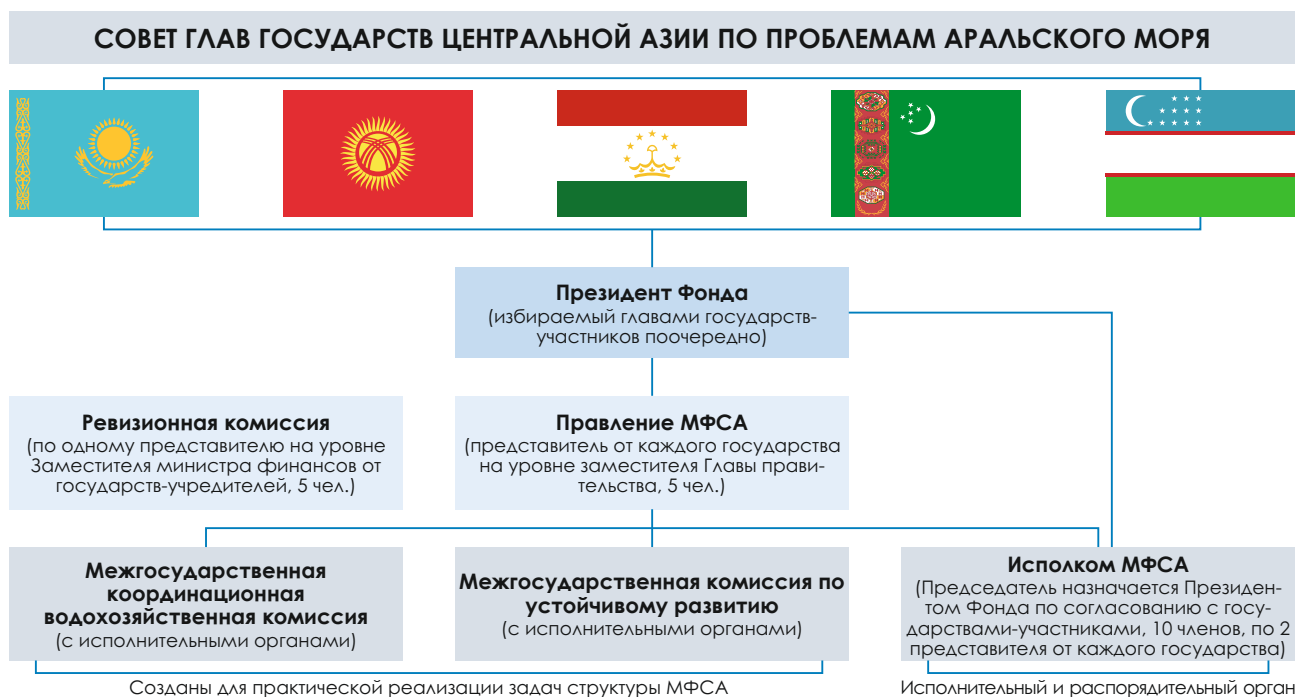 СОВЕТ ГЛАВ ГОСУДАРСТВ ЦЕНТРАЛЬНОЙ АЗИИ ПО ПРОБЛЕМАМ АРАЛЬСКОГО МОРЯ
Президент Фонда
(избираемый главами государств-
участников поочередно)
Ревизионная комиссия
(по одному представителю на уровне
Заместителя министра финансов от
государств-учредителей, 5 чел.)
Правление МФСА
(представитель от каждого государства
на уровне заместителя Главы прави-
тельства, 5 чел.)
Межгосударственная
координационная
водохозяйственная комиссия
(с исполнительными органами)
Межгосударственная комиссия по
устойчивому развитию
(с исполнительными органами)
Исполком МФСА
(Председатель назначается Президен-
том Фонда по согласованию с госу-
дарствами-участниками, 10 членов, по 2
представителя от каждого государства)
Созданы для практической реализации задач структуры МФСА
Исполнительный и распорядительный орган